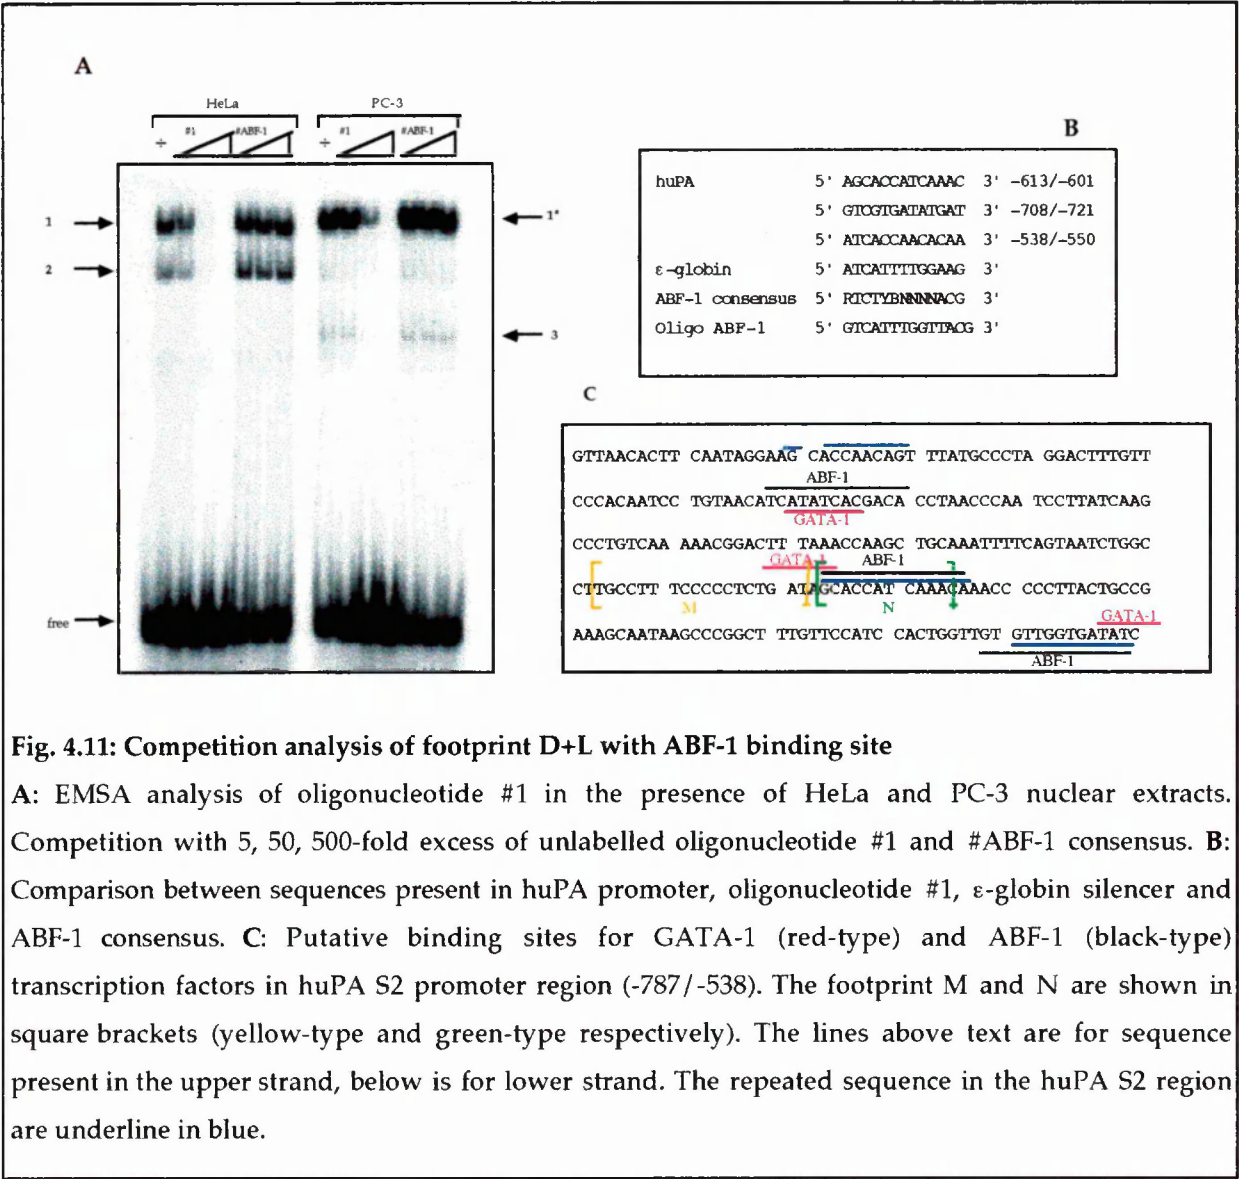 A
HeLa PC-3
÷ #1 #ABF-1 ÷ #1 #ABF-1
1
2
1*
3
free
B
huPA 5' AGCACCATCAAAC 3' -613/-601
5' GTCGTGATATGAT 3' -708/-721
5' ATCACCAACACAA 3' -538/-550
ε-globin 5' ATCATTTTGGAAG 3'
ABF-1 consensus 5' RTCTYBNNNNACG 3'
Oligo ABF-1 5' GTCATTTGGTTACG 3'
C
GTTAACACTT CAATAGGAAG CACCAACAGT TTATGCCCTA GGACTTTGTT
ABF-1
CCCACAATCC TGTAACATCATATCACGACA CCTAACCCAA TCCTTATCAAG
GATA-1
CCCTGTCAA AAACGGACTT TAAACCAAGC TGCAAATTTTCAGTAATCTGGC
GATA-1 ABF-1
CTTGCCTTT TCCCCCTCTG ATAGCACCAT CAAACAAACC CCCTTACTGCCG
M N
GATA-1
AAAGCAATAAGCCCGGCT TTGTTCCATC CACTGGTTGT GTTGGTGATATC
ABF-1
Fig. 4.11: Competition analysis of footprint D+L with ABF-1 binding site
A: EMSA analysis of oligonucleotide #1 in the presence of HeLa and PC-3 nuclear extracts.
Competition with 5, 50, 500-fold excess of unlabelled oligonucleotide #1 and #ABF-1 consensus. B:
Comparison between sequences present in huPA promoter, oligonucleotide #1, ε-globin silencer and
ABF-1 consensus. C: Putative binding sites for GATA-1 (red-type) and ABF-1 (black-type)
transcription factors in huPA S2 promoter region (-787/-538). The footprint M and N are shown in
square brackets (yellow-type and green-type respectively). The lines above text are for sequence
present in the upper strand, below is for lower strand. The repeated sequence in the huPA S2 region
are underline in blue.